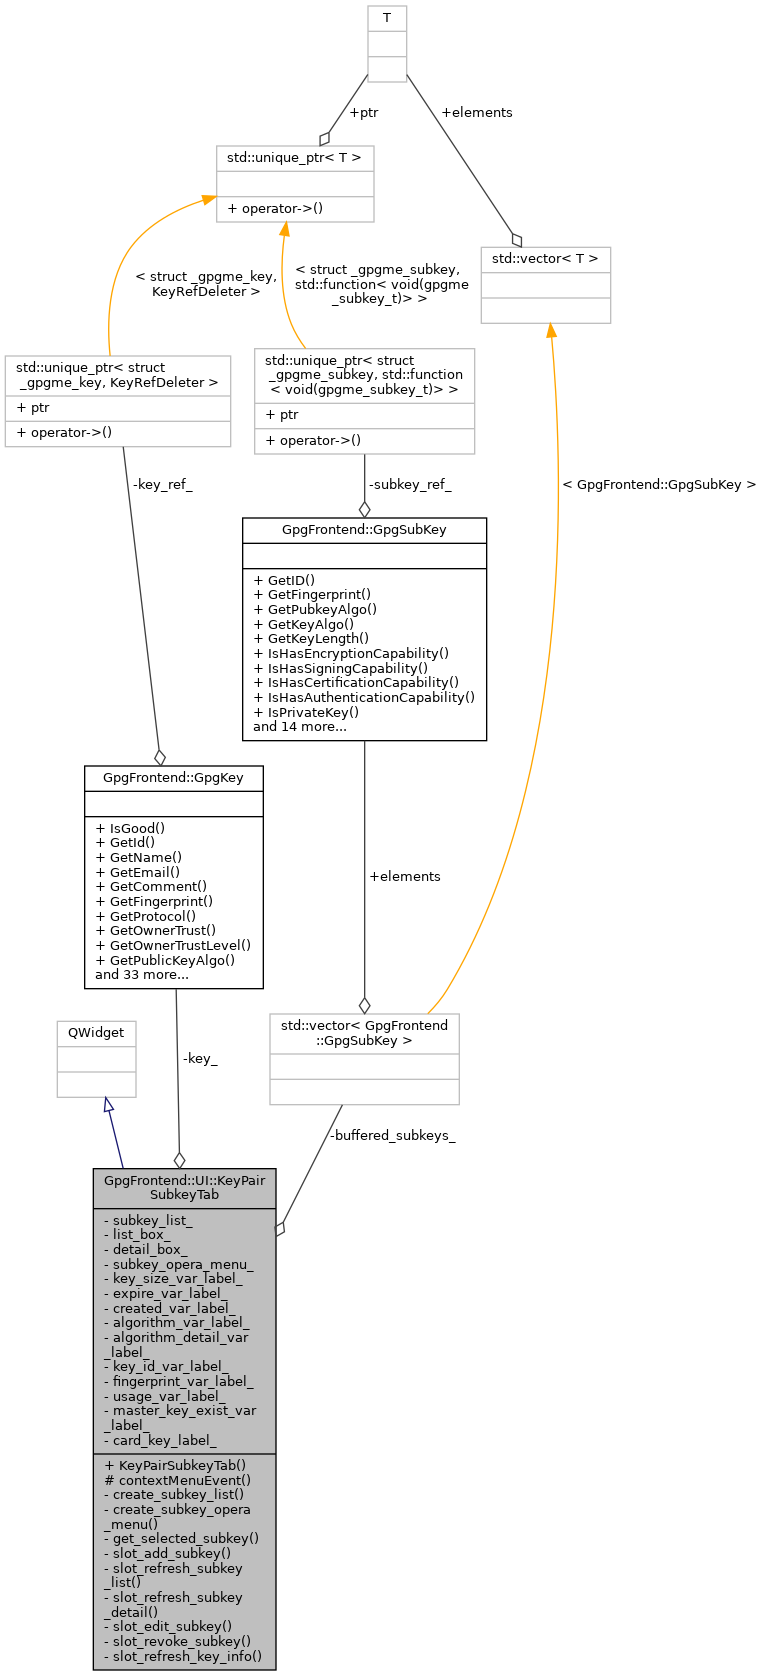 T
+ptr
+elements
std::unique_ptr< T >
+ operator->()
std::vector< T >
< struct _gpgme_key,
KeyRefDeleter >
< struct _gpgme_subkey,
std::function< void(gpgme
_subkey_t)> >
std::unique_ptr< struct
_gpgme_key, KeyRefDeleter >
+ ptr
+ operator->()
std::unique_ptr< struct
_gpgme_subkey, std::function
< void(gpgme_subkey_t)> >
+ ptr
+ operator->()
-key_ref_
-subkey_ref_
< GpgFrontend::GpgSubKey >
GpgFrontend::GpgSubKey
+ GetID()
+ GetFingerprint()
+ GetPubkeyAlgo()
+ GetKeyAlgo()
+ GetKeyLength()
+ IsHasEncryptionCapability()
+ IsHasSigningCapability()
+ IsHasCertificationCapability()
+ IsHasAuthenticationCapability()
+ IsPrivateKey()
and 14 more...
GpgFrontend::GpgKey
+ IsGood()
+ GetId()
+ GetName()
+ GetEmail()
+ GetComment()
+ GetFingerprint()
+ GetProtocol()
+ GetOwnerTrust()
+ GetOwnerTrustLevel()
+ GetPublicKeyAlgo()
and 33 more...
+elements
QWidget
-key_
std::vector< GpgFrontend
::GpgSubKey >
-buffered_subkeys_
GpgFrontend::UI::KeyPair
SubkeyTab
- subkey_list_
- list_box_
- detail_box_
- subkey_opera_menu_
- key_size_var_label_
- expire_var_label_
- created_var_label_
- algorithm_var_label_
- algorithm_detail_var
_label_
- key_id_var_label_
- fingerprint_var_label_
- usage_var_label_
- master_key_exist_var
_label_
- card_key_label_
+ KeyPairSubkeyTab()
# contextMenuEvent()
- create_subkey_list()
- create_subkey_opera
_menu()
- get_selected_subkey()
- slot_add_subkey()
- slot_refresh_subkey
_list()
- slot_refresh_subkey
_detail()
- slot_edit_subkey()
- slot_revoke_subkey()
- slot_refresh_key_info()